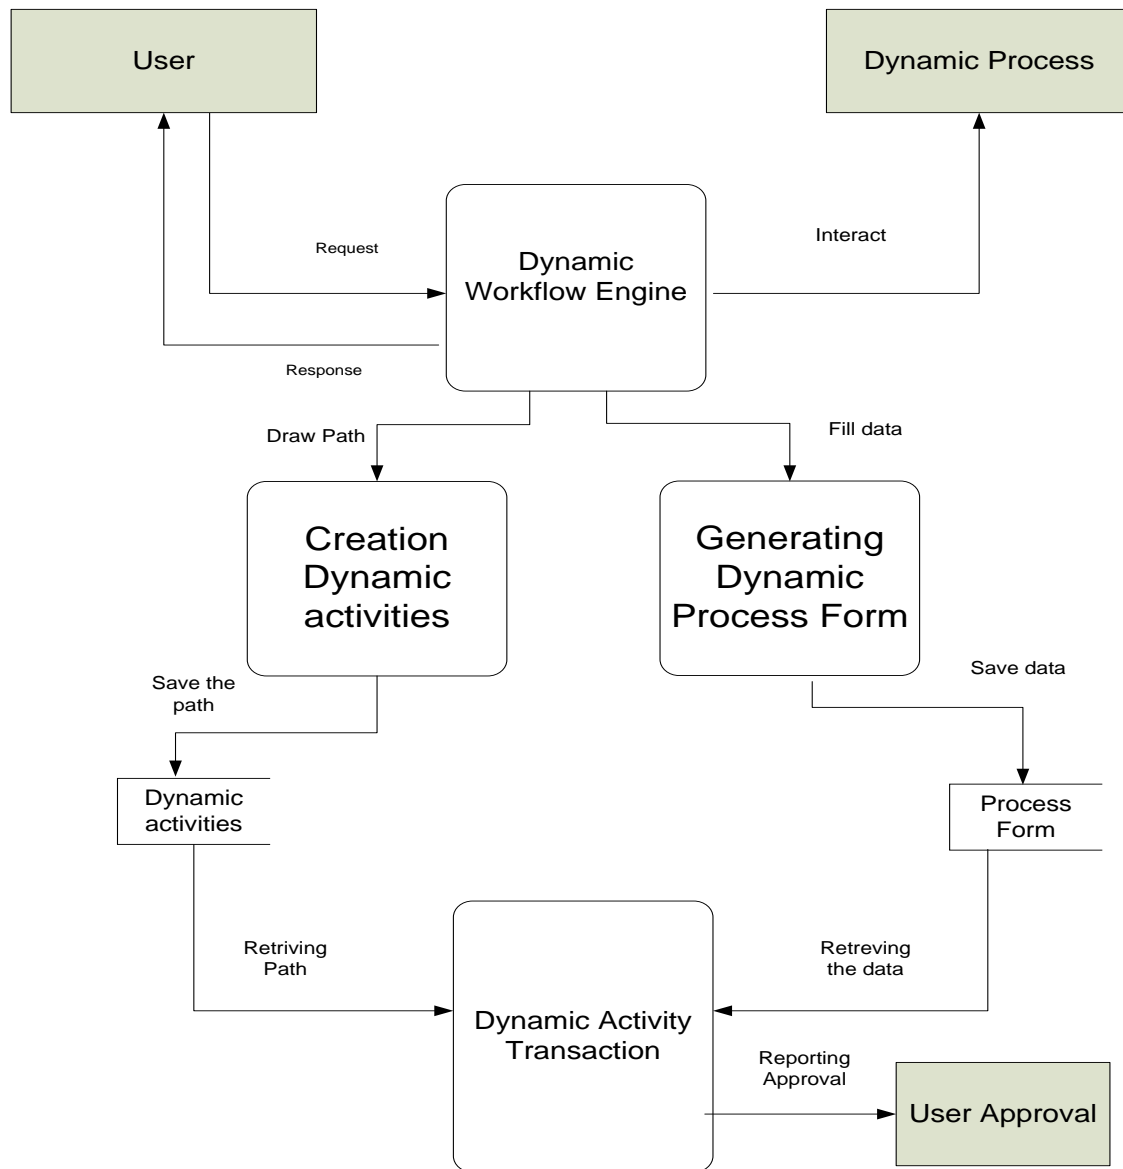 User
Dynamic Process
Request
Dynamic
Workflow Engine
Interact
Response
Draw Path
Fill data
Creation
Dynamic
activities
Generating
Dynamic
Process Form
Save the
path
Save data
Dynamic
activities
Process
Form
Retriving
Path
Retreving
the data
Dynamic Activity
Transaction
Reporting
Approval
User Approval